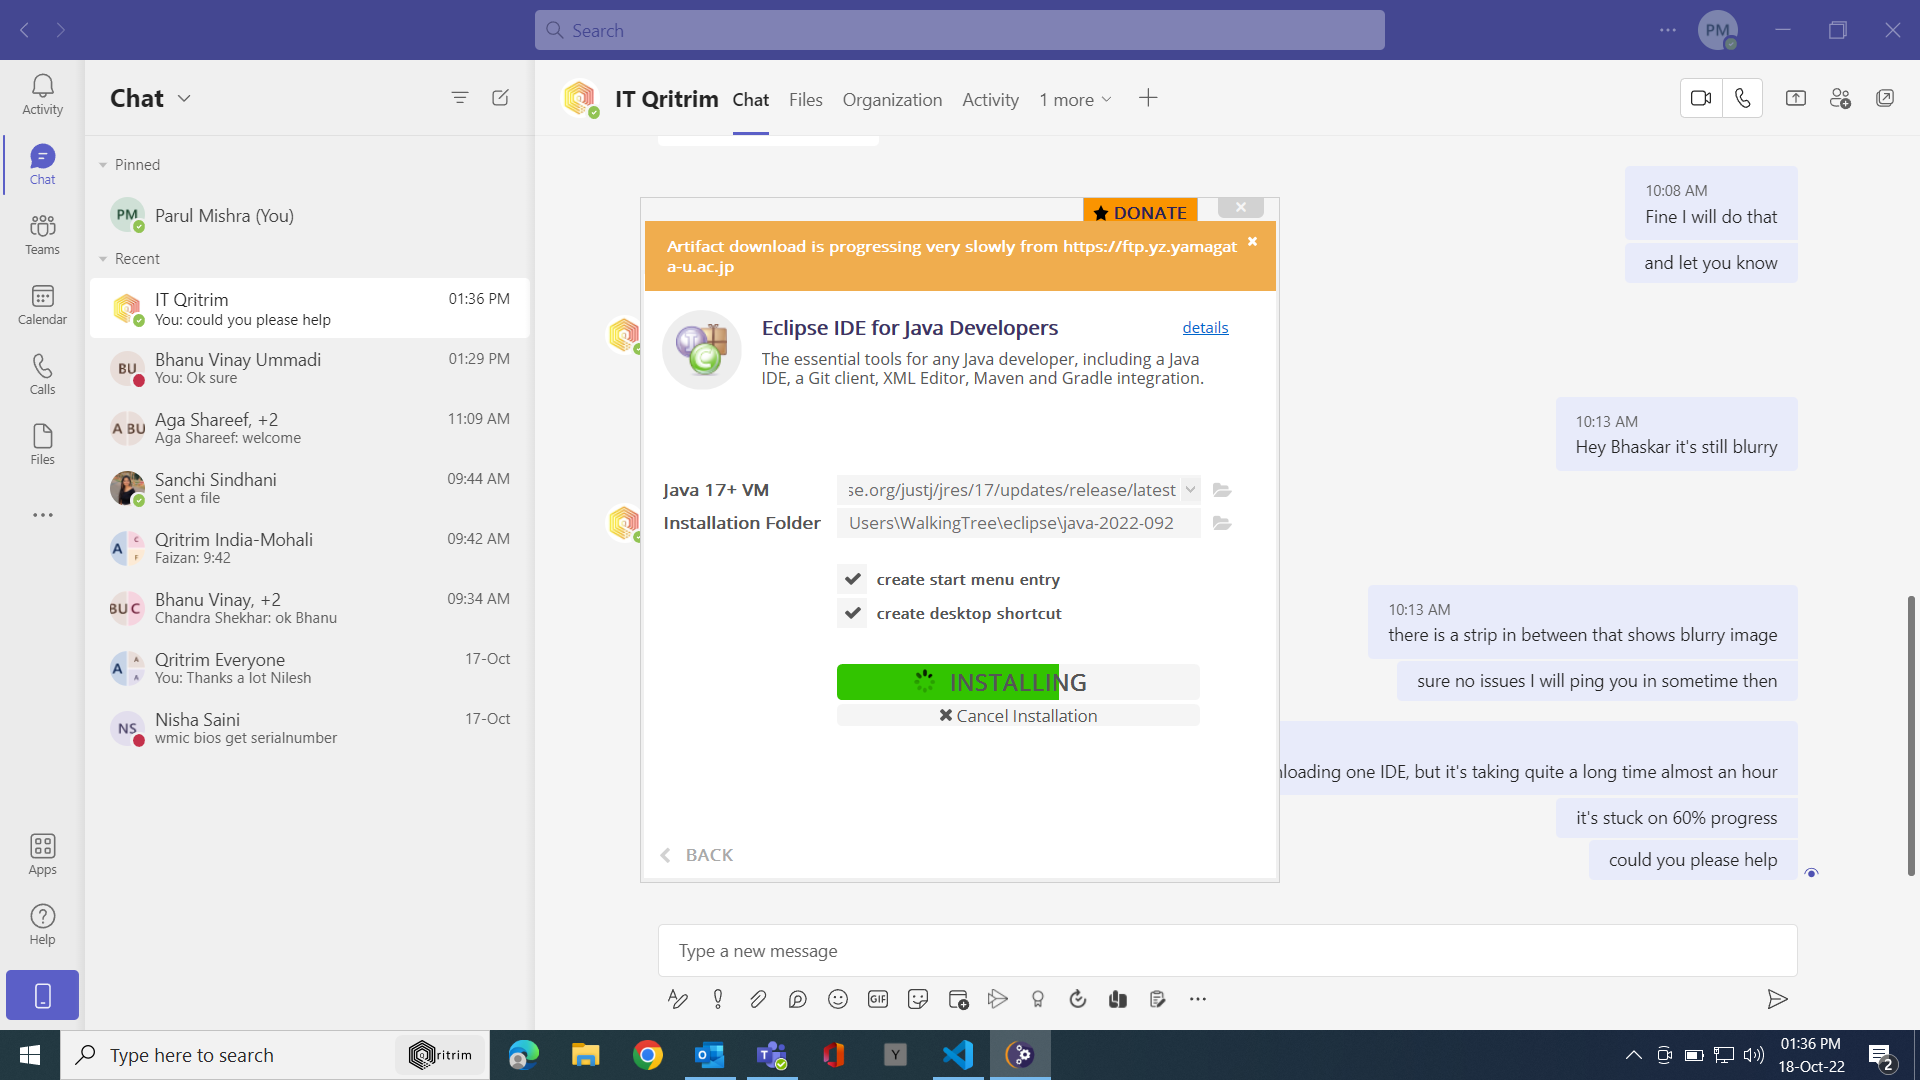 Search
PM
Activity
Chat
Teams
Calendar
Calls
Files
Apps
Help
Chat
Pinned
PM
Parul Mishra (You)
Recent
IT Qritrim
01:36 PM
You: could you please help
BU
Bhanu Vinay Ummadi
01:29 PM
You: Ok sure
A BU
Aga Shareef, +2
11:09 AM
Aga Shareef: welcome
Sanchi Sindhani
09:44 AM
Sent a file
A C F
Qritrim India-Mohali
09:42 AM
Faizan: 9:42
BU C
Bhanu Vinay, +2
09:34 AM
Chandra Shekhar: ok Bhanu
A A A
Qritrim Everyone
17-Oct
You: Thanks a lot Nilesh
NS
Nisha Saini
17-Oct
wmic bios get serialnumber
IT Qritrim
Chat
Files
Organization
Activity
1 more
10:08 AM
Fine I will do that
and let you know
10:13 AM
Hey Bhaskar it's still blurry
10:13 AM
there is a strip in between that shows blurry image
sure no issues I will ping you in sometime then
loading one IDE, but it's taking quite a long time almost an hour
it's stuck on 60% progress
could you please help
DONATE
Artifact download is progressing very slowly from https://ftp.yz.yamagat
a-u.ac.jp
Eclipse IDE for Java Developers
details
The essential tools for any Java developer, including a Java
IDE, a Git client, XML Editor, Maven and Gradle integration.
Java 17+ VM
se.org/justj/jres/17/updates/release/latest
Installation Folder
Users\WalkingTree\eclipse\java-2022-092
create start menu entry
create desktop shortcut
INSTALLING
Cancel Installation
BACK
Type a new message
GIF
Type here to search
Qritrim
Y
01:36 PM
18-Oct-22
2